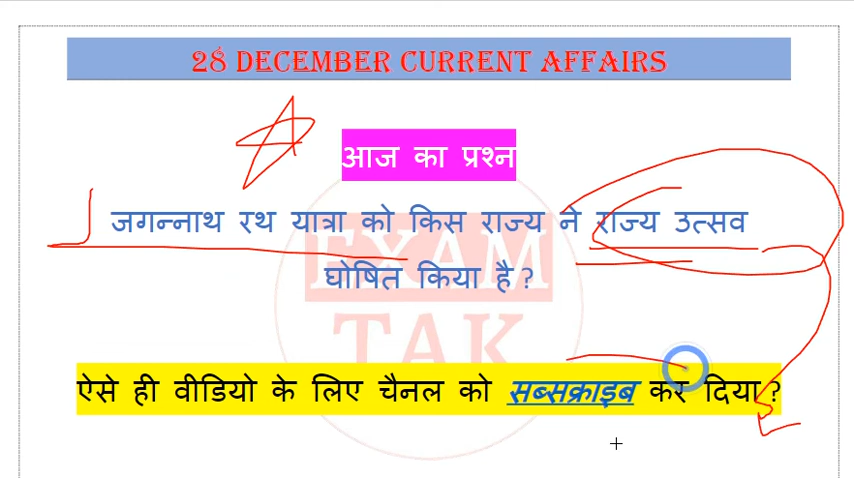 28 DECEMBER CURRENT AFFAIRS
आज का प्रश्न
जगन्नाथ रथ यात्रा को किस राज्य ने राज्य उत्सव
घोषित किया है ?
EXAM
TAK
ऐसे ही वीडियो के लिए चैनल को सब्सक्राइब कर दिया ?